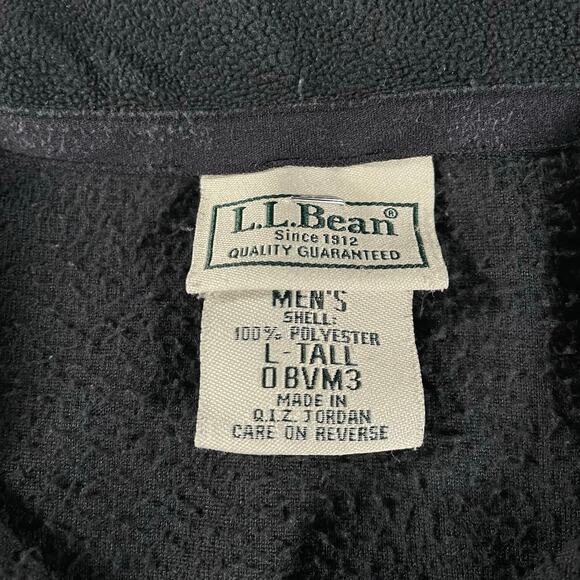 L.L.Bean®
Since 1912
QUALITY GUARANTEED
MEN'S
SHELL:
100% POLYESTER
L-TALL
0BVM3
MADE IN
Q.I.Z. JORDAN
CARE ON REVERSE